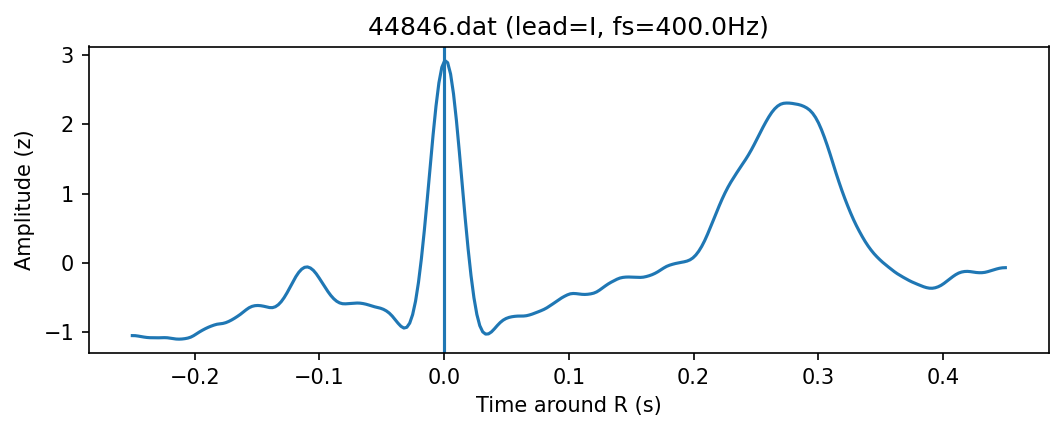 44846.dat (lead=I, fs=400.0Hz)
Amplitude (z)
3
2
1
0
−1
−0.2 −0.1 0.0 0.1 0.2 0.3 0.4
Time around R (s)